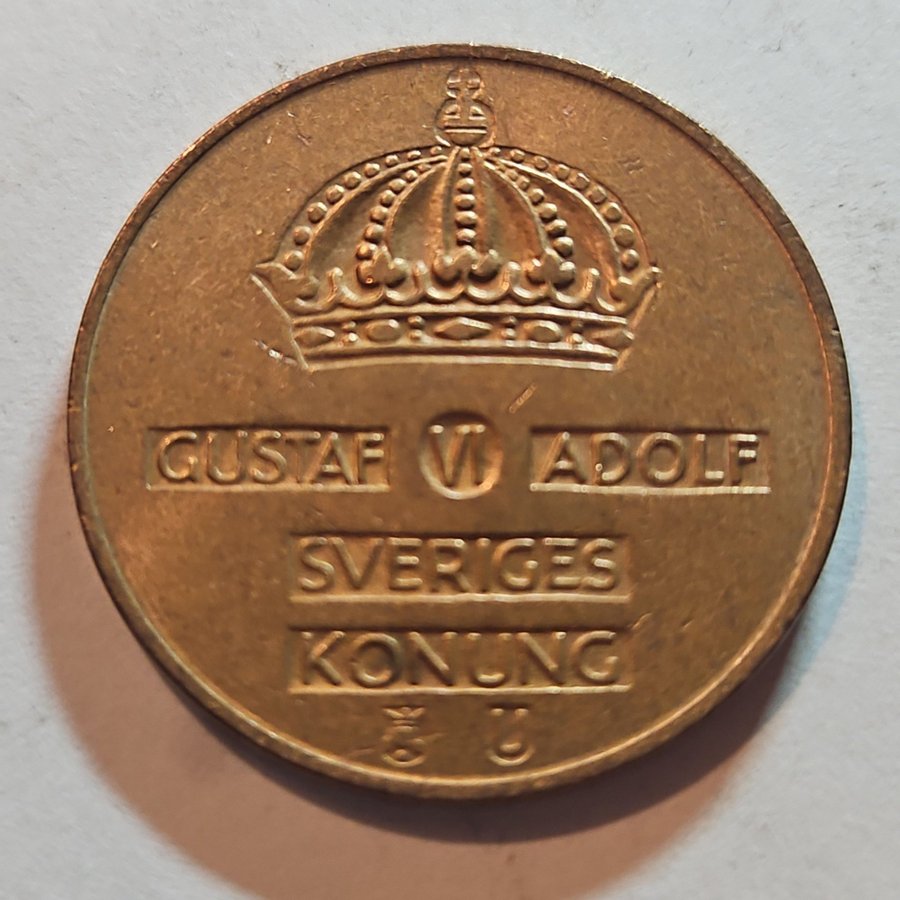 GUSTAF VI ADOLF
SVERIGES
KONUNG
U